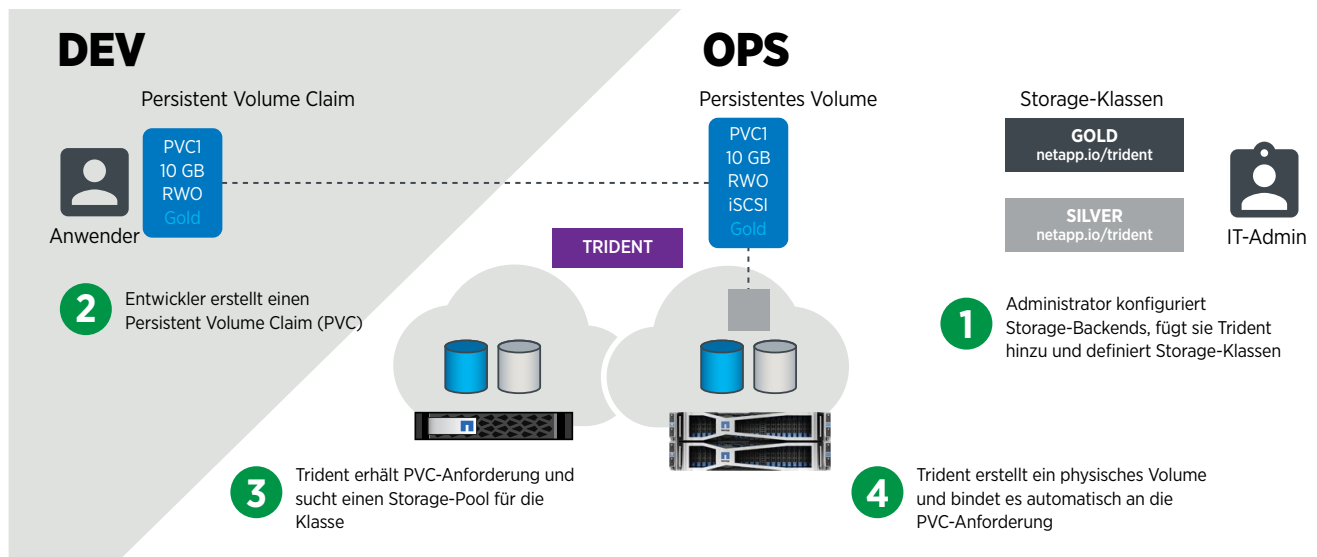 DEV
OPS
Persistent Volume Claim
PVC1
10 GB
RWO
Gold
Anwender
Persistentes Volume
PVC1
10 GB
RWO
iSCSI
Gold
Storage-Klassen
GOLD
netapp.io/trident
SILVER
netapp.io/trident
IT-Admin
TRIDENT
2
Entwickler erstellt einen
Persistent Volume Claim (PVC)
1
Administrator konfiguriert
Storage-Backends, fügt sie Trident
hinzu und definiert Storage-Klassen
3
Trident erhält PVC-Anforderung und
sucht einen Storage-Pool für die
Klasse
4
Trident erstellt ein physisches Volume
und bindet es automatisch an die
PVC-Anforderung